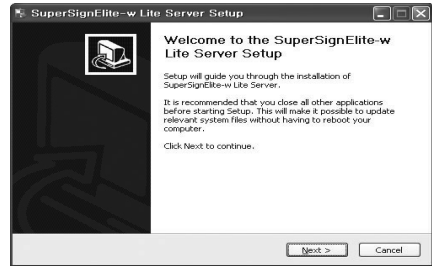 SuperSignElite-w Lite Server Setup
Welcome to the SuperSignElite-w
Lite Server Setup
Setup will guide you through the installation of
SuperSignElite-w Lite Server.
It is recommended that you close all other applications
before starting Setup. This will make it possible to update
relevant system files without having to reboot your
computer.
Click Next to continue.
Next >
Cancel